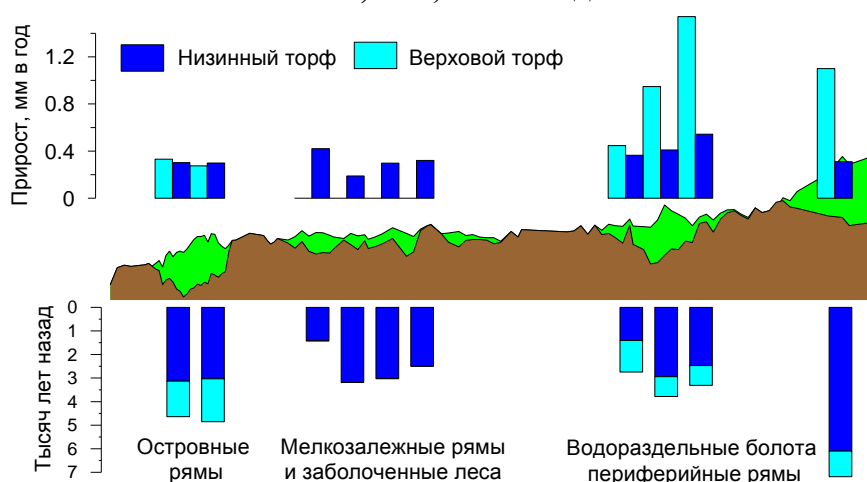 Прирост, мм в год
1.2
0.8
0.4
0
Низинный торф
Верховой торф
Тысяч лет назад
0
1
2
3
4
5
6
7
Островные
рямы
Мелкозалежные рямы
и заболоченные леса
Водораздельные болота
периферийные рямы